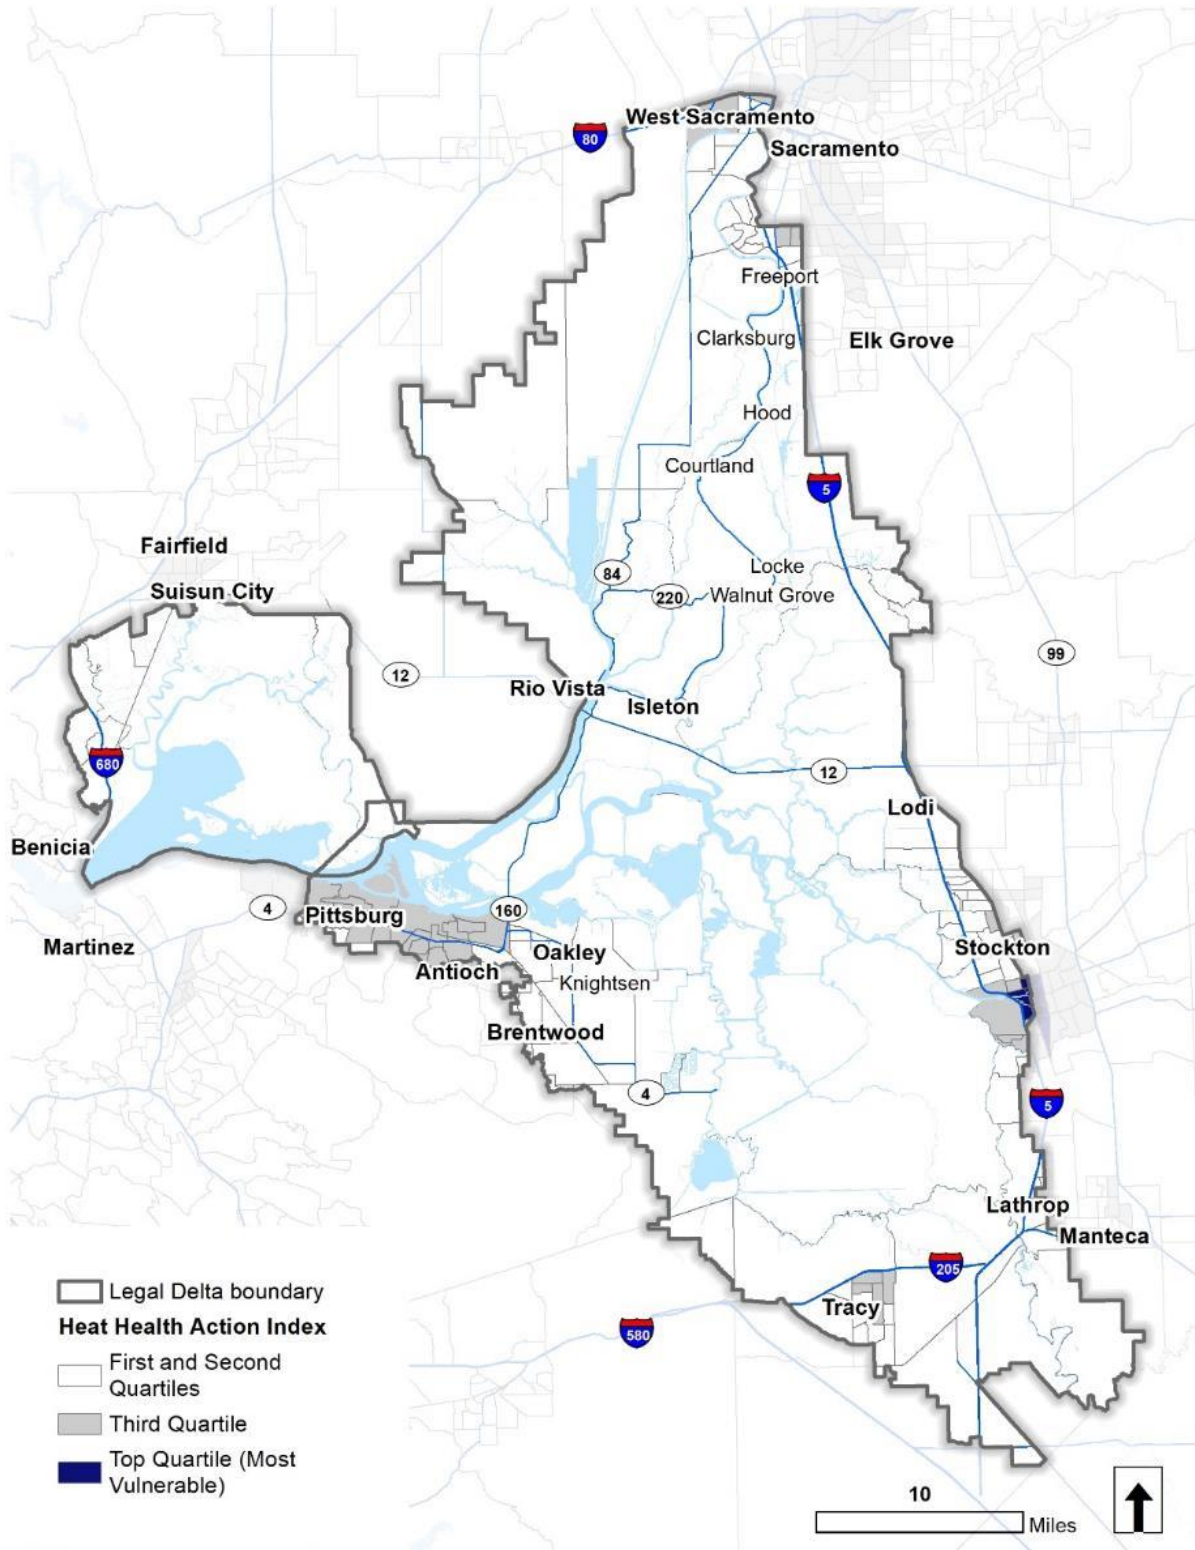 West Sacramento
80
Sacramento
Freeport
Clarksburg
Elk Grove
Hood
Courtland
5
Fairfield
Suisun City
84
Locke
220
Walnut Grove
99
12
Rio Vista
Isleton
680
12
Lodi
Benicia
4
Pittsburg
160
Martinez
Stockton
Oakley
Antioch
Knightsen
Brentwood
4
5
Lathrop
Manteca
205
Tracy
580
Legal Delta boundary
Heat Health Action Index
First and Second
Quartiles
Third Quartile
Top Quartile (Most
Vulnerable)
10
Miles